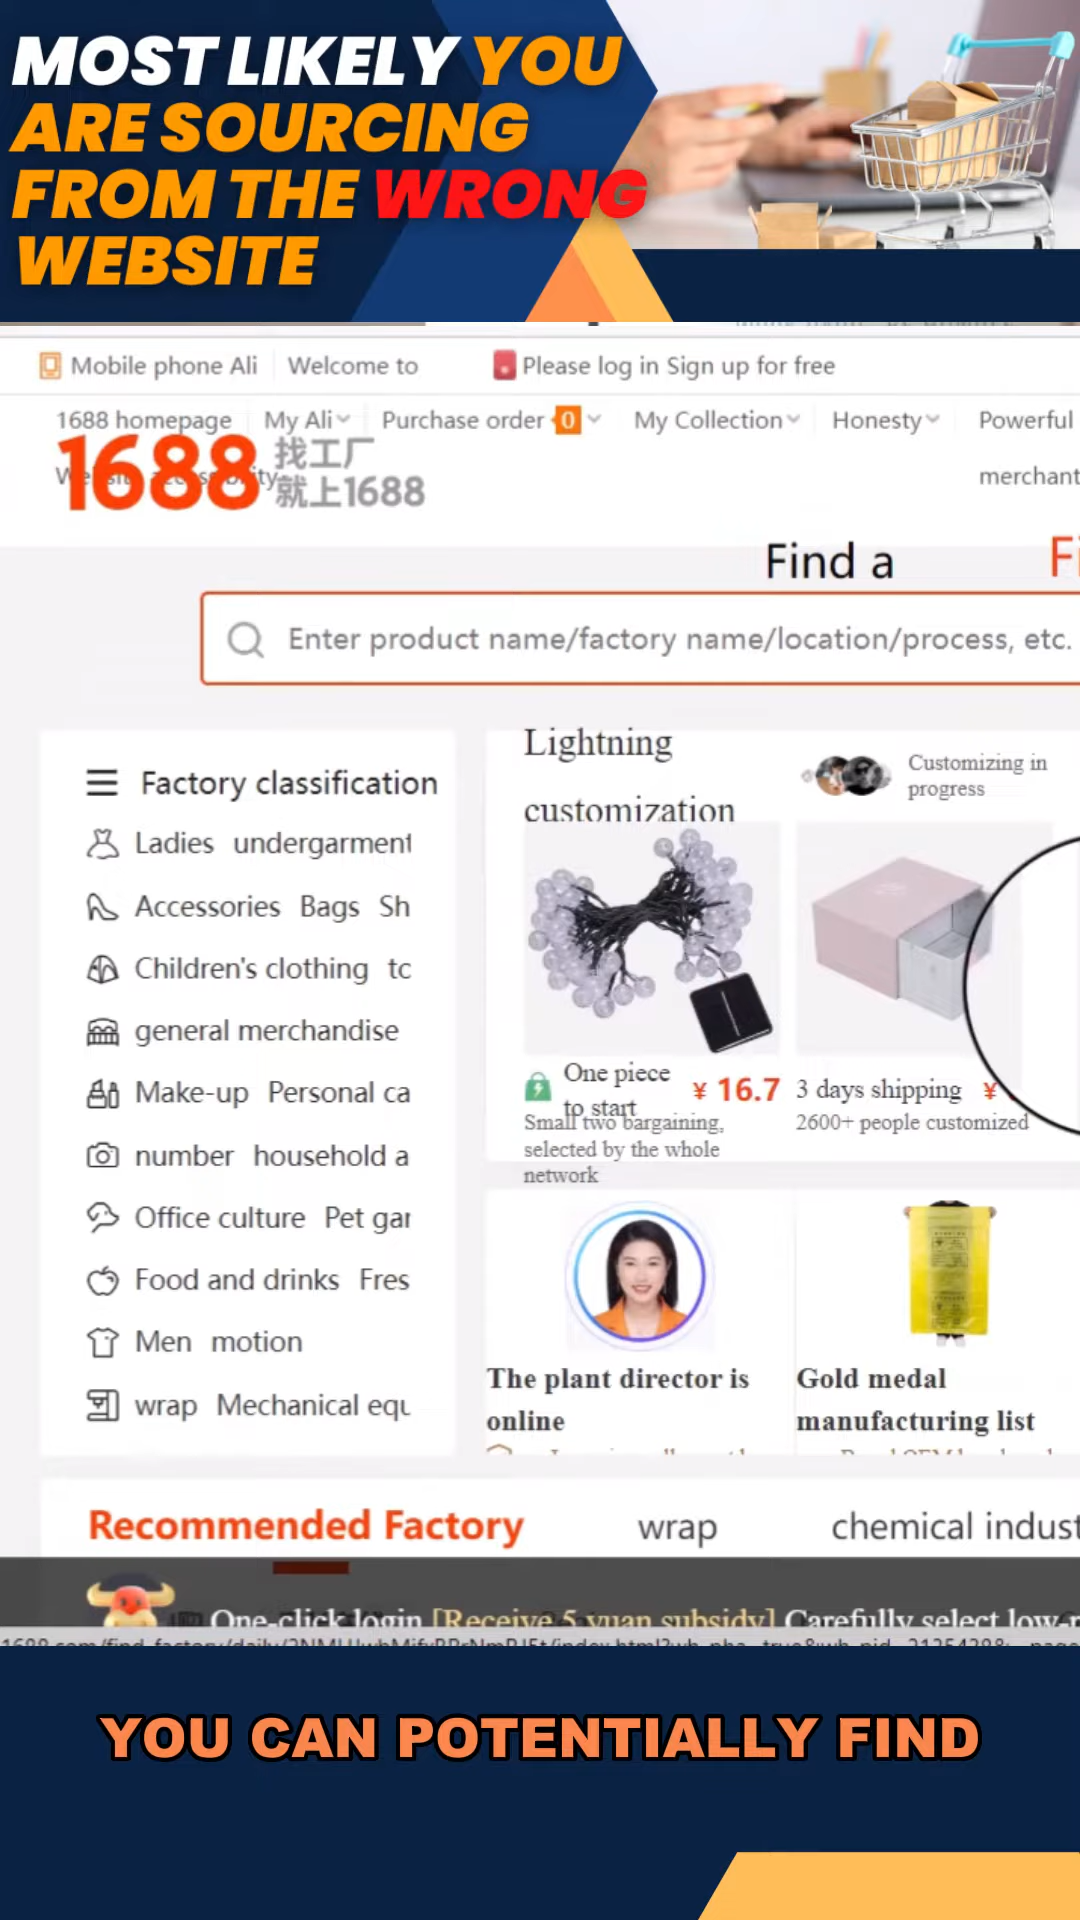 MOST LIKELY YOU
ARE SOURCING
FROM THE WRONG
WEBSITE
Mobile phone Ali Welcome to Please log in Sign up for free
1688 homepage My Ali Purchase order 0 My Collection Honesty Powerful
merchant
1688 找工厂
就上1688
Find a
Enter product name/factory name/location/process, etc.
Factory classification
Ladies undergarment
Accessories Bags Sh
Children's clothing tc
general merchandise
Make-up Personal ca
number household a
Office culture Pet gar
Food and drinks Fres
Men motion
wrap Mechanical equ
Lightning
customization
Customizing in
progress
One piece
to start
¥ 16.7
Small two bargaining,
selected by the whole
network
3 days shipping ¥
2600+ people customized
The plant director is
online
Gold medal
manufacturing list
Recommended Factory wrap chemical indust
One-click login [Receive 5 yuan subsidy] Carefully select low-
YOU CAN POTENTIALLY FIND